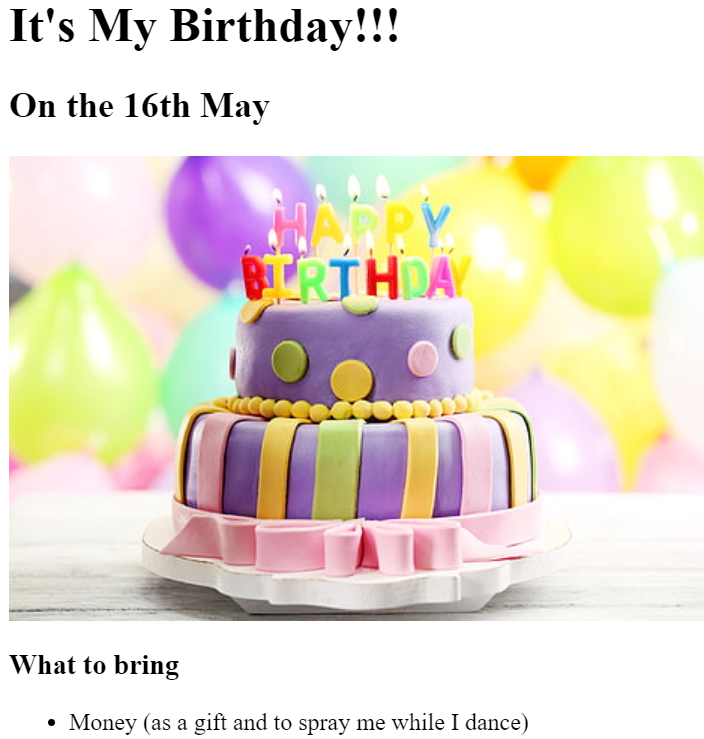 It's My Birthday!!!
On the 16th May
HAPPY
BIRTHDAY
What to bring
• Money (as a gift and to spray me while I dance)